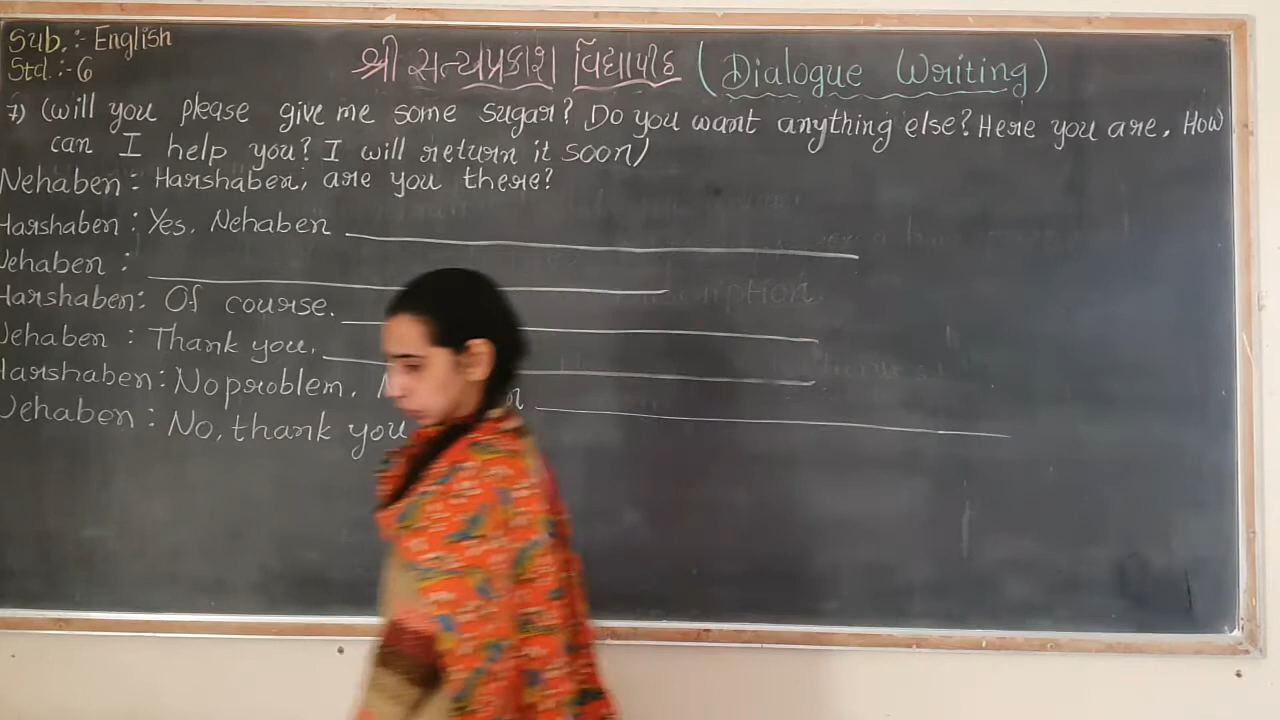 Sub.:- English
Std.:-6
શ્રી સત્યપ્રકાશ વિદ્યાપીઠ (Dialogue Writing)
7) (will you please give me some sugar? Do you want anything else? Here you are, How
can I help you? I will return it soon)
Nehaben: Harshaben, are you there?
Harshaben: Yes. Nehaben
Nehaben :
Harshaben: Of course.
Nehaben : Thank you,
Harshaben: No problem.
Nehaben : No, thank you